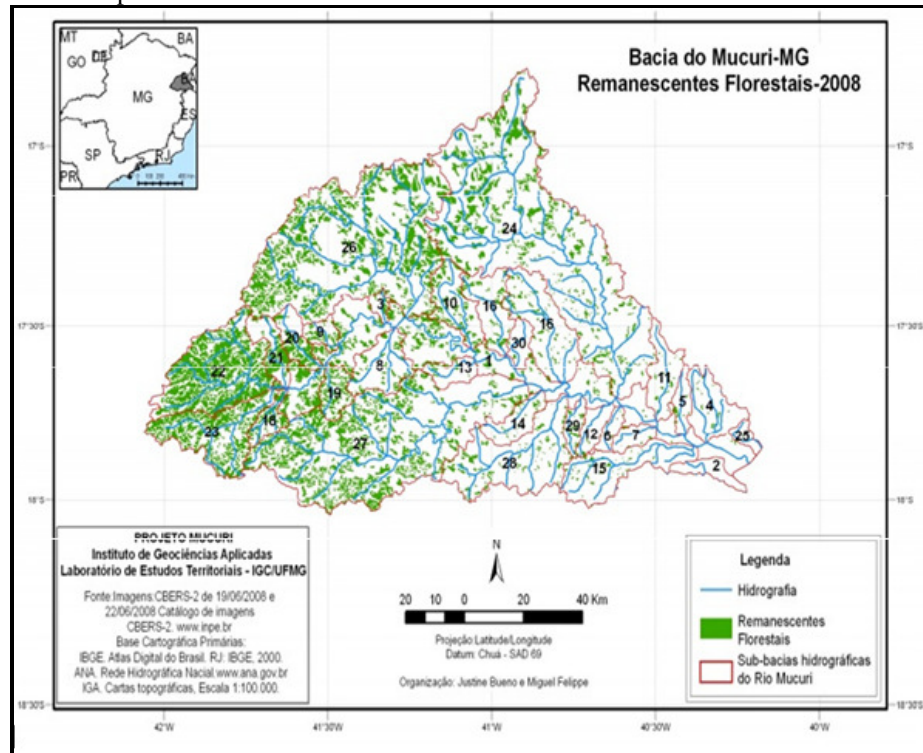 MT
BA
GO
DF
BA
MG
ES
SP
RJ
PR
Bacia do Mucuri-MG
Remanescentes Florestais-2008
17°S
17°S
24
26
3
10
16
17°30'S
16
17°30'S
9
20
30
21
1
8
13
22
11
19
5
4
18
14
29
23
27
12
6
7
25
28
15
2
18°S
18°S
PROJETO MUCURI
Instituto de Geociências Aplicadas
Laboratório de Estudos Territoriais - IGC/UFMG
Fonte:Imagens:CBERS-2 de 19/06/2008 e
22/06/2008 Catálogo de imagens
CBERS-2. www.inpe.br
Base Cartográfica Primárias:
IBGE. Atlas Digital do Brasil. RJ: IBGE, 2000.
ANA. Rede Hidrográfica Nacial.www.ana.gov.br
IGA. Cartas topográficas, Escala 1:100.000.
N
20 10 0 20 40 Km
Projeção:Latitude/Longitude
Datum: Chuá - SAD 69
Organização: Justine Bueno e Miguel Felippe
Legenda
Hidrografia
Remanescentes
Florestais
Sub-bacias hidrográficas
do Rio Mucuri
18°30'S
18°30'S
42°W
41°30'W
41°W
40°30'W
40°W